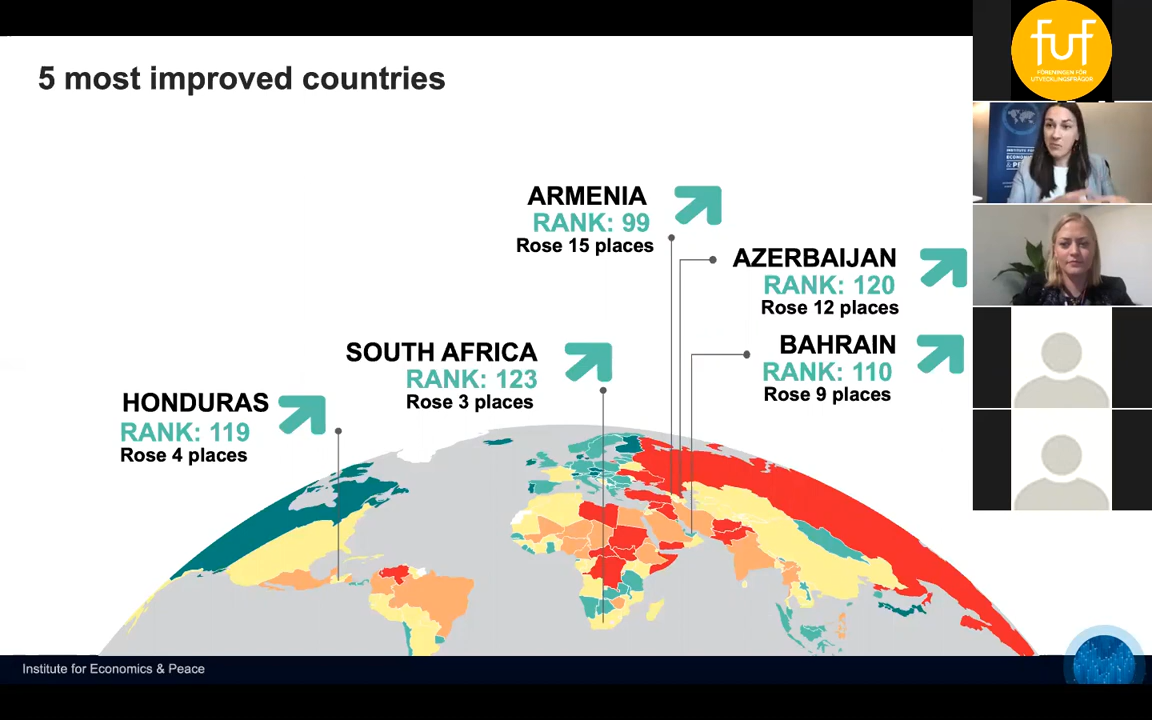 5 most improved countries
ARMENIA
RANK: 99
Rose 15 places
AZERBAIJAN
RANK: 120
Rose 12 places
BAHRAIN
RANK: 110
Rose 9 places
SOUTH AFRICA
RANK: 123
Rose 3 places
HONDURAS
RANK: 119
Rose 4 places
Institute for Economics & Peace
fuf
FÖRENINGEN FÖR
UTVECKLINGSFRÅGOR